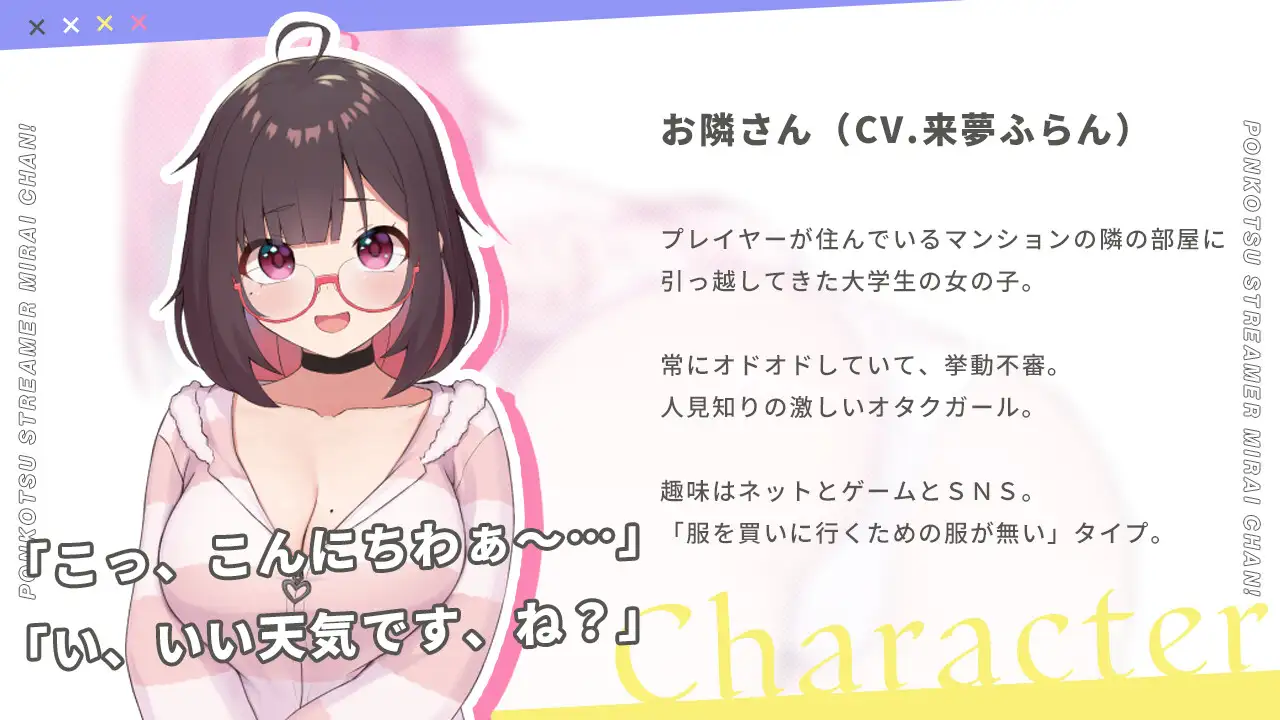 お隣さん（CV.来夢ふらん）
プレイヤーが住んでいるマンションの隣の部屋に
引っ越してきた大学生の女の子。
常にオドオドしていて、挙動不審。
人見知りの激しいオタクガール。
趣味はネットとゲームとＳＮＳ。
「服を買いに行くための服が無い」タイプ。
「こっ、こんにちわぁ～…」
「い、いい天気です、ね？」
Character
PONKOTSU STREAMER MIRAI CHAN!
PONKOTSU STREAMER MIRAI CHAN!